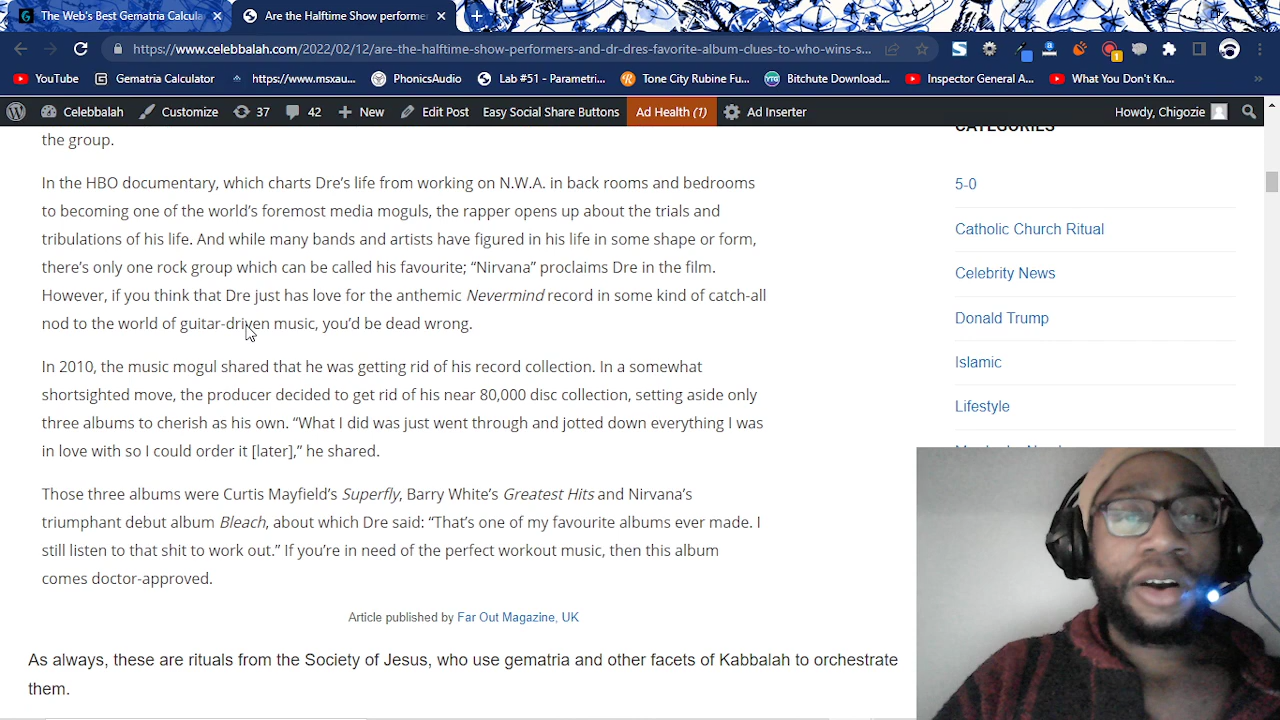 The Web's Best Gematria Calcula
Are the Halftime Show performer
https://www.celebbalah.com/2022/02/12/are-the-halftime-show-performers-and-dr-dres-favorite-album-clues-to-who-wins-s...
YouTube
Gematria Calculator
https://www.msxau...
PhonicsAudio
Lab #51 - Parametri...
Tone City Rubine Fu...
Bitchute Download...
Inspector General A...
What You Don't Kn...
Celebbalah
Customize
37
42
New
Edit Post
Easy Social Share Buttons
Ad Health (1)
Ad Inserter
Howdy, Chigozie
the group.
In the HBO documentary, which charts Dre's life from working on N.W.A. in back rooms and bedrooms
to becoming one of the world's foremost media moguls, the rapper opens up about the trials and
tribulations of his life. And while many bands and artists have figured in his life in some shape or form,
there's only one rock group which can be called his favourite; “Nirvana” proclaims Dre in the film.
However, if you think that Dre just has love for the anthemic Nevermind record in some kind of catch-all
nod to the world of guitar-driven music, you'd be dead wrong.
In 2010, the music mogul shared that he was getting rid of his record collection. In a somewhat
shortsighted move, the producer decided to get rid of his near 80,000 disc collection, setting aside only
three albums to cherish as his own. “What I did was just went through and jotted down everything I was
in love with so I could order it [later],” he shared.
Those three albums were Curtis Mayfield's Superfly, Barry White's Greatest Hits and Nirvana's
triumphant debut album Bleach, about which Dre said: “That's one of my favourite albums ever made. I
still listen to that shit to work out.” If you're in need of the perfect workout music, then this album
comes doctor-approved.
Article published by Far Out Magazine, UK
As always, these are rituals from the Society of Jesus, who use gematria and other facets of Kabbalah to orchestrate
them.
CATEGORIES
5-0
Catholic Church Ritual
Celebrity News
Donald Trump
Islamic
Lifestyle